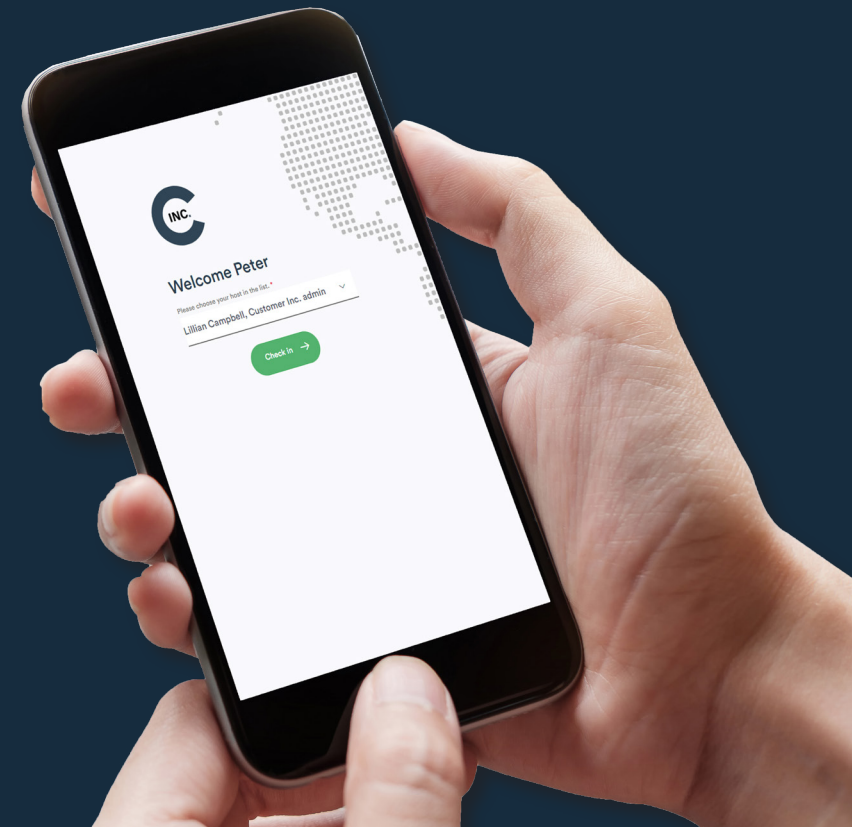 INC.
Welcome Peter
Please choose your host in the list. *
Lillian Campbell, Customer Inc. admin
Check in →